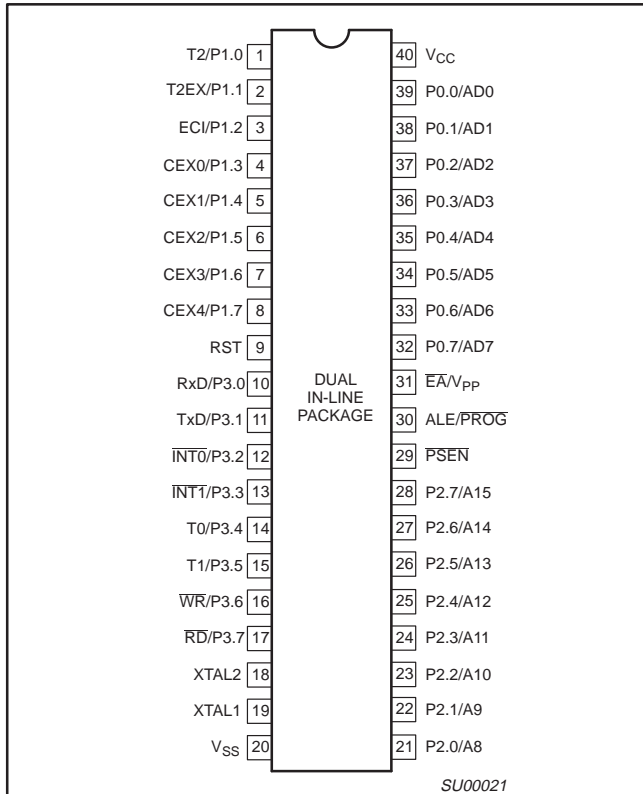 T2/P1.0 1
T2EX/P1.1 2
ECI/P1.2 3
CEX0/P1.3 4
CEX1/P1.4 5
CEX2/P1.5 6
CEX3/P1.6 7
CEX4/P1.7 8
RST 9
RxD/P3.0 10
TxD/P3.1 11
INT0/P3.2 12
INT1/P3.3 13
T0/P3.4 14
T1/P3.5 15
WR/P3.6 16
RD/P3.7 17
XTAL2 18
XTAL1 19
VSS 20
DUAL
IN-LINE
PACKAGE
40 VCC
39 P0.0/AD0
38 P0.1/AD1
37 P0.2/AD2
36 P0.3/AD3
35 P0.4/AD4
34 P0.5/AD5
33 P0.6/AD6
32 P0.7/AD7
31 EA/VPP
30 ALE/PROG
29 PSEN
28 P2.7/A15
27 P2.6/A14
26 P2.5/A13
25 P2.4/A12
24 P2.3/A11
23 P2.2/A10
22 P2.1/A9
21 P2.0/A8
SU00021